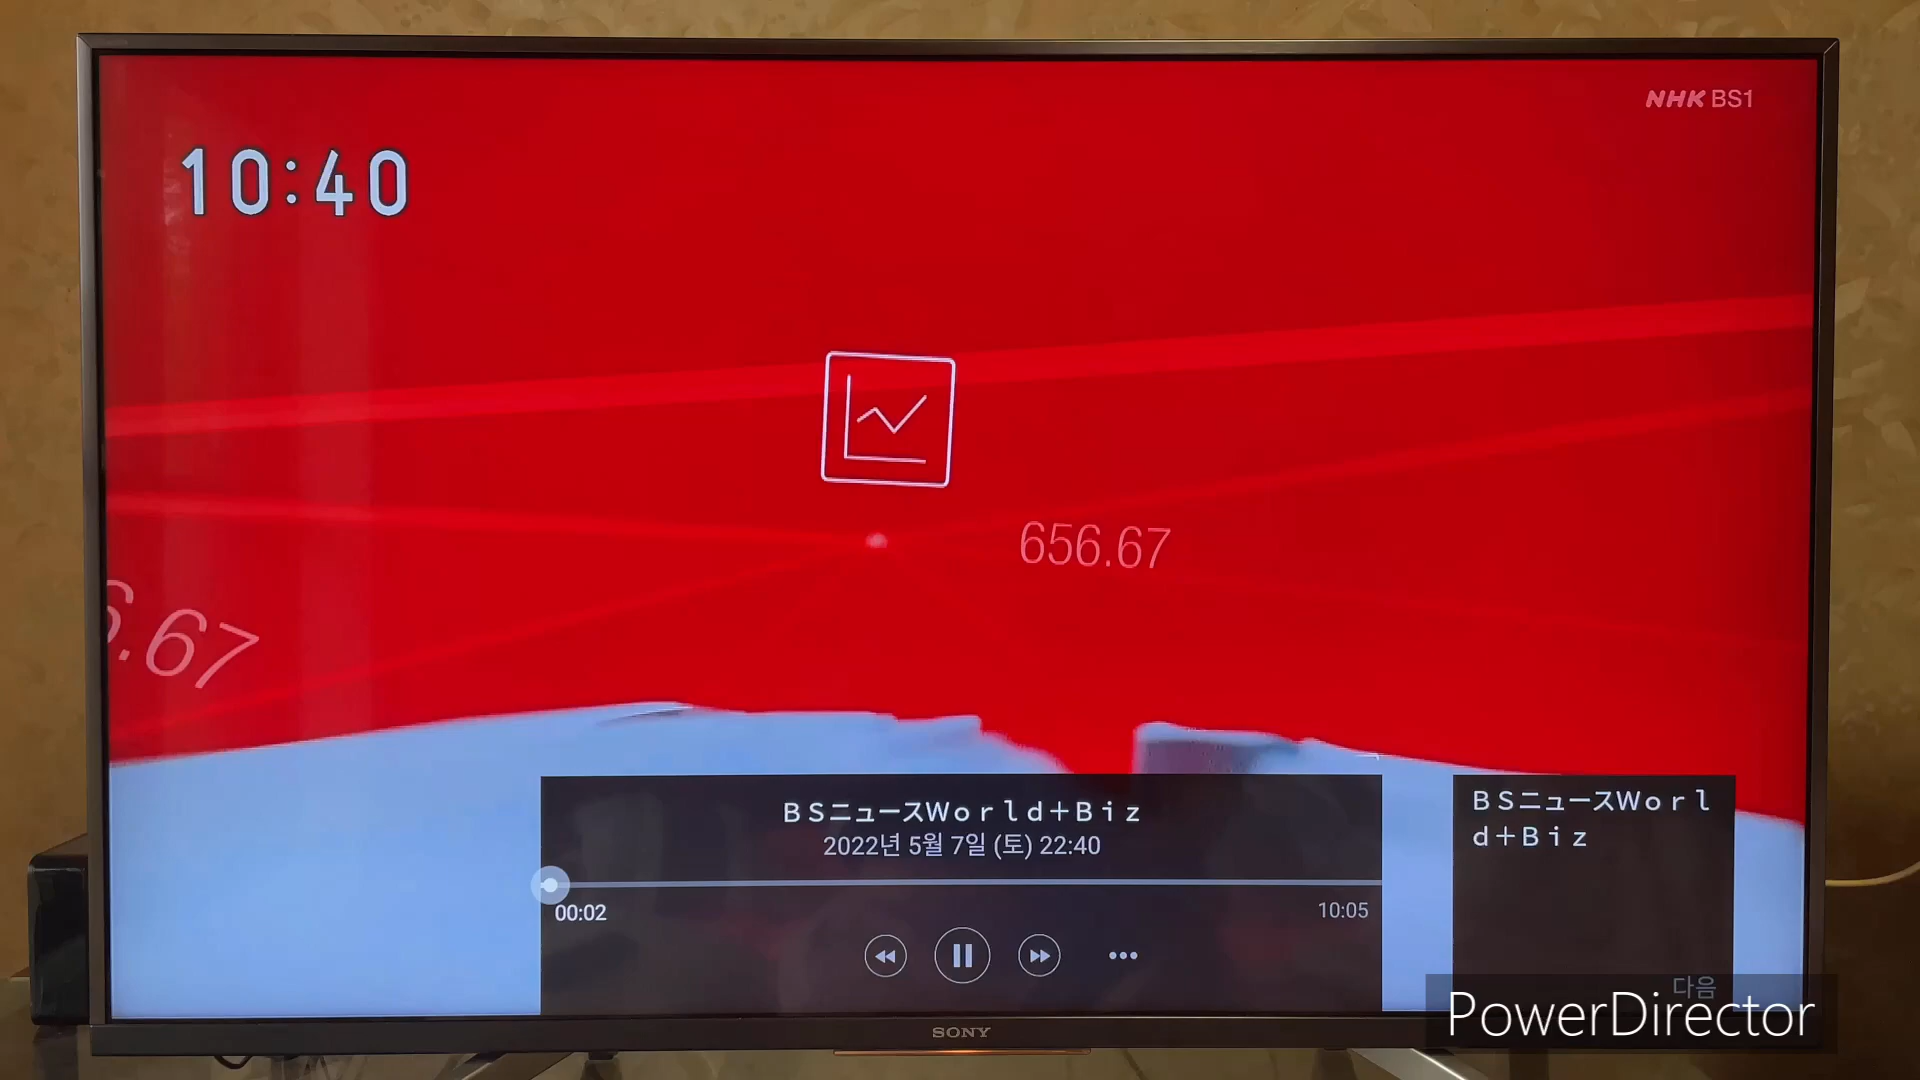 NHK BS1
10:40
656.67
6.67
ＢＳニュースＷｏｒｌｄ＋Ｂｉｚ
2022년 5월 7일 (토) 22:40
00:02
10:05
ＢＳニュースＷｏｒｌ
ｄ＋Ｂｉｚ
다음
PowerDirector
SONY